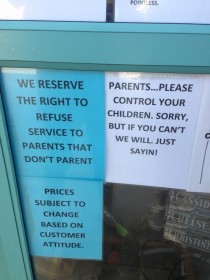 POINTLESS.
WE RESERVE
THE RIGHT TO
REFUSE
SERVICE TO
PARENTS THAT
DON'T PARENT
PARENTS...PLEASE
CONTROL YOUR
CHILDREN. SORRY,
BUT IF YOU CAN'T
WE WILL. JUST
SAYIN!
PRICES
SUBJECT TO
CHANGE
BASED ON
CUSTOMER
ATTITUDE.